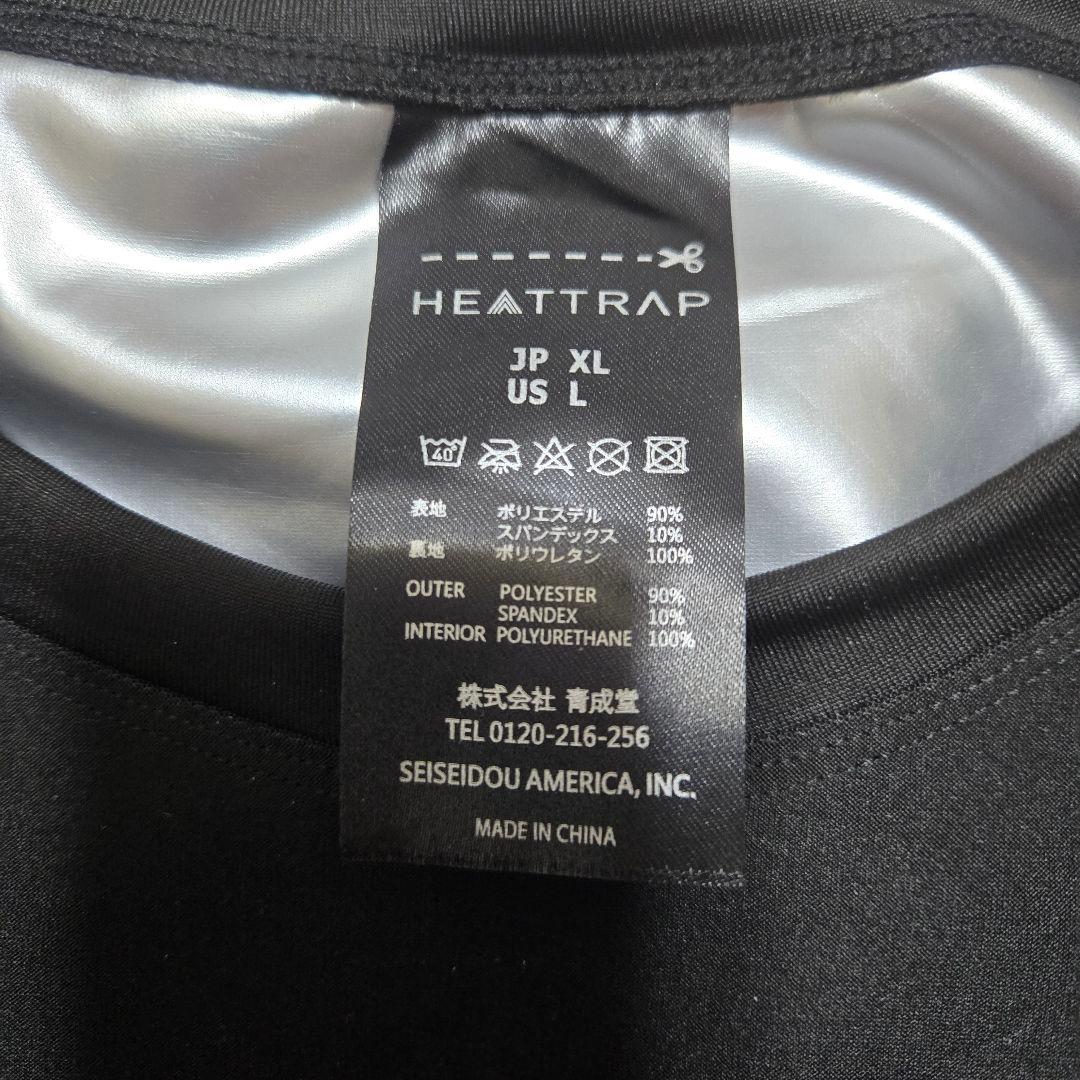 HEATTRAP
JP XL
US L
40°
表地 ポリエステル 90%
スパンデックス 10%
裏地 ポリウレタン 100%
OUTER POLYESTER 90%
SPANDEX 10%
INTERIOR POLYURETHANE 100%
株式会社 青成堂
TEL 0120-216-256
SEISEIDOU AMERICA, INC.
MADE IN CHINA